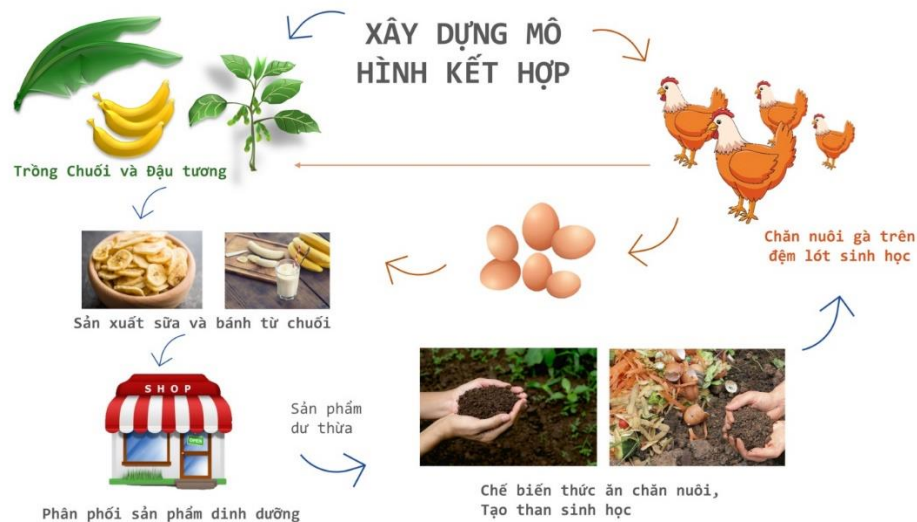 XÂY DỰNG MÔ
HÌNH KẾT HỢP
Trồng Chuối và Đậu tương
Chăn nuôi gà trên
đệm lót sinh học
Sản xuất sữa và bánh từ chuối
SHOP
OPEN
Sản phẩm
dư thừa
Phân phối sản phẩm dinh dưỡng
Chế biến thức ăn chăn nuôi,
Tạo than sinh học